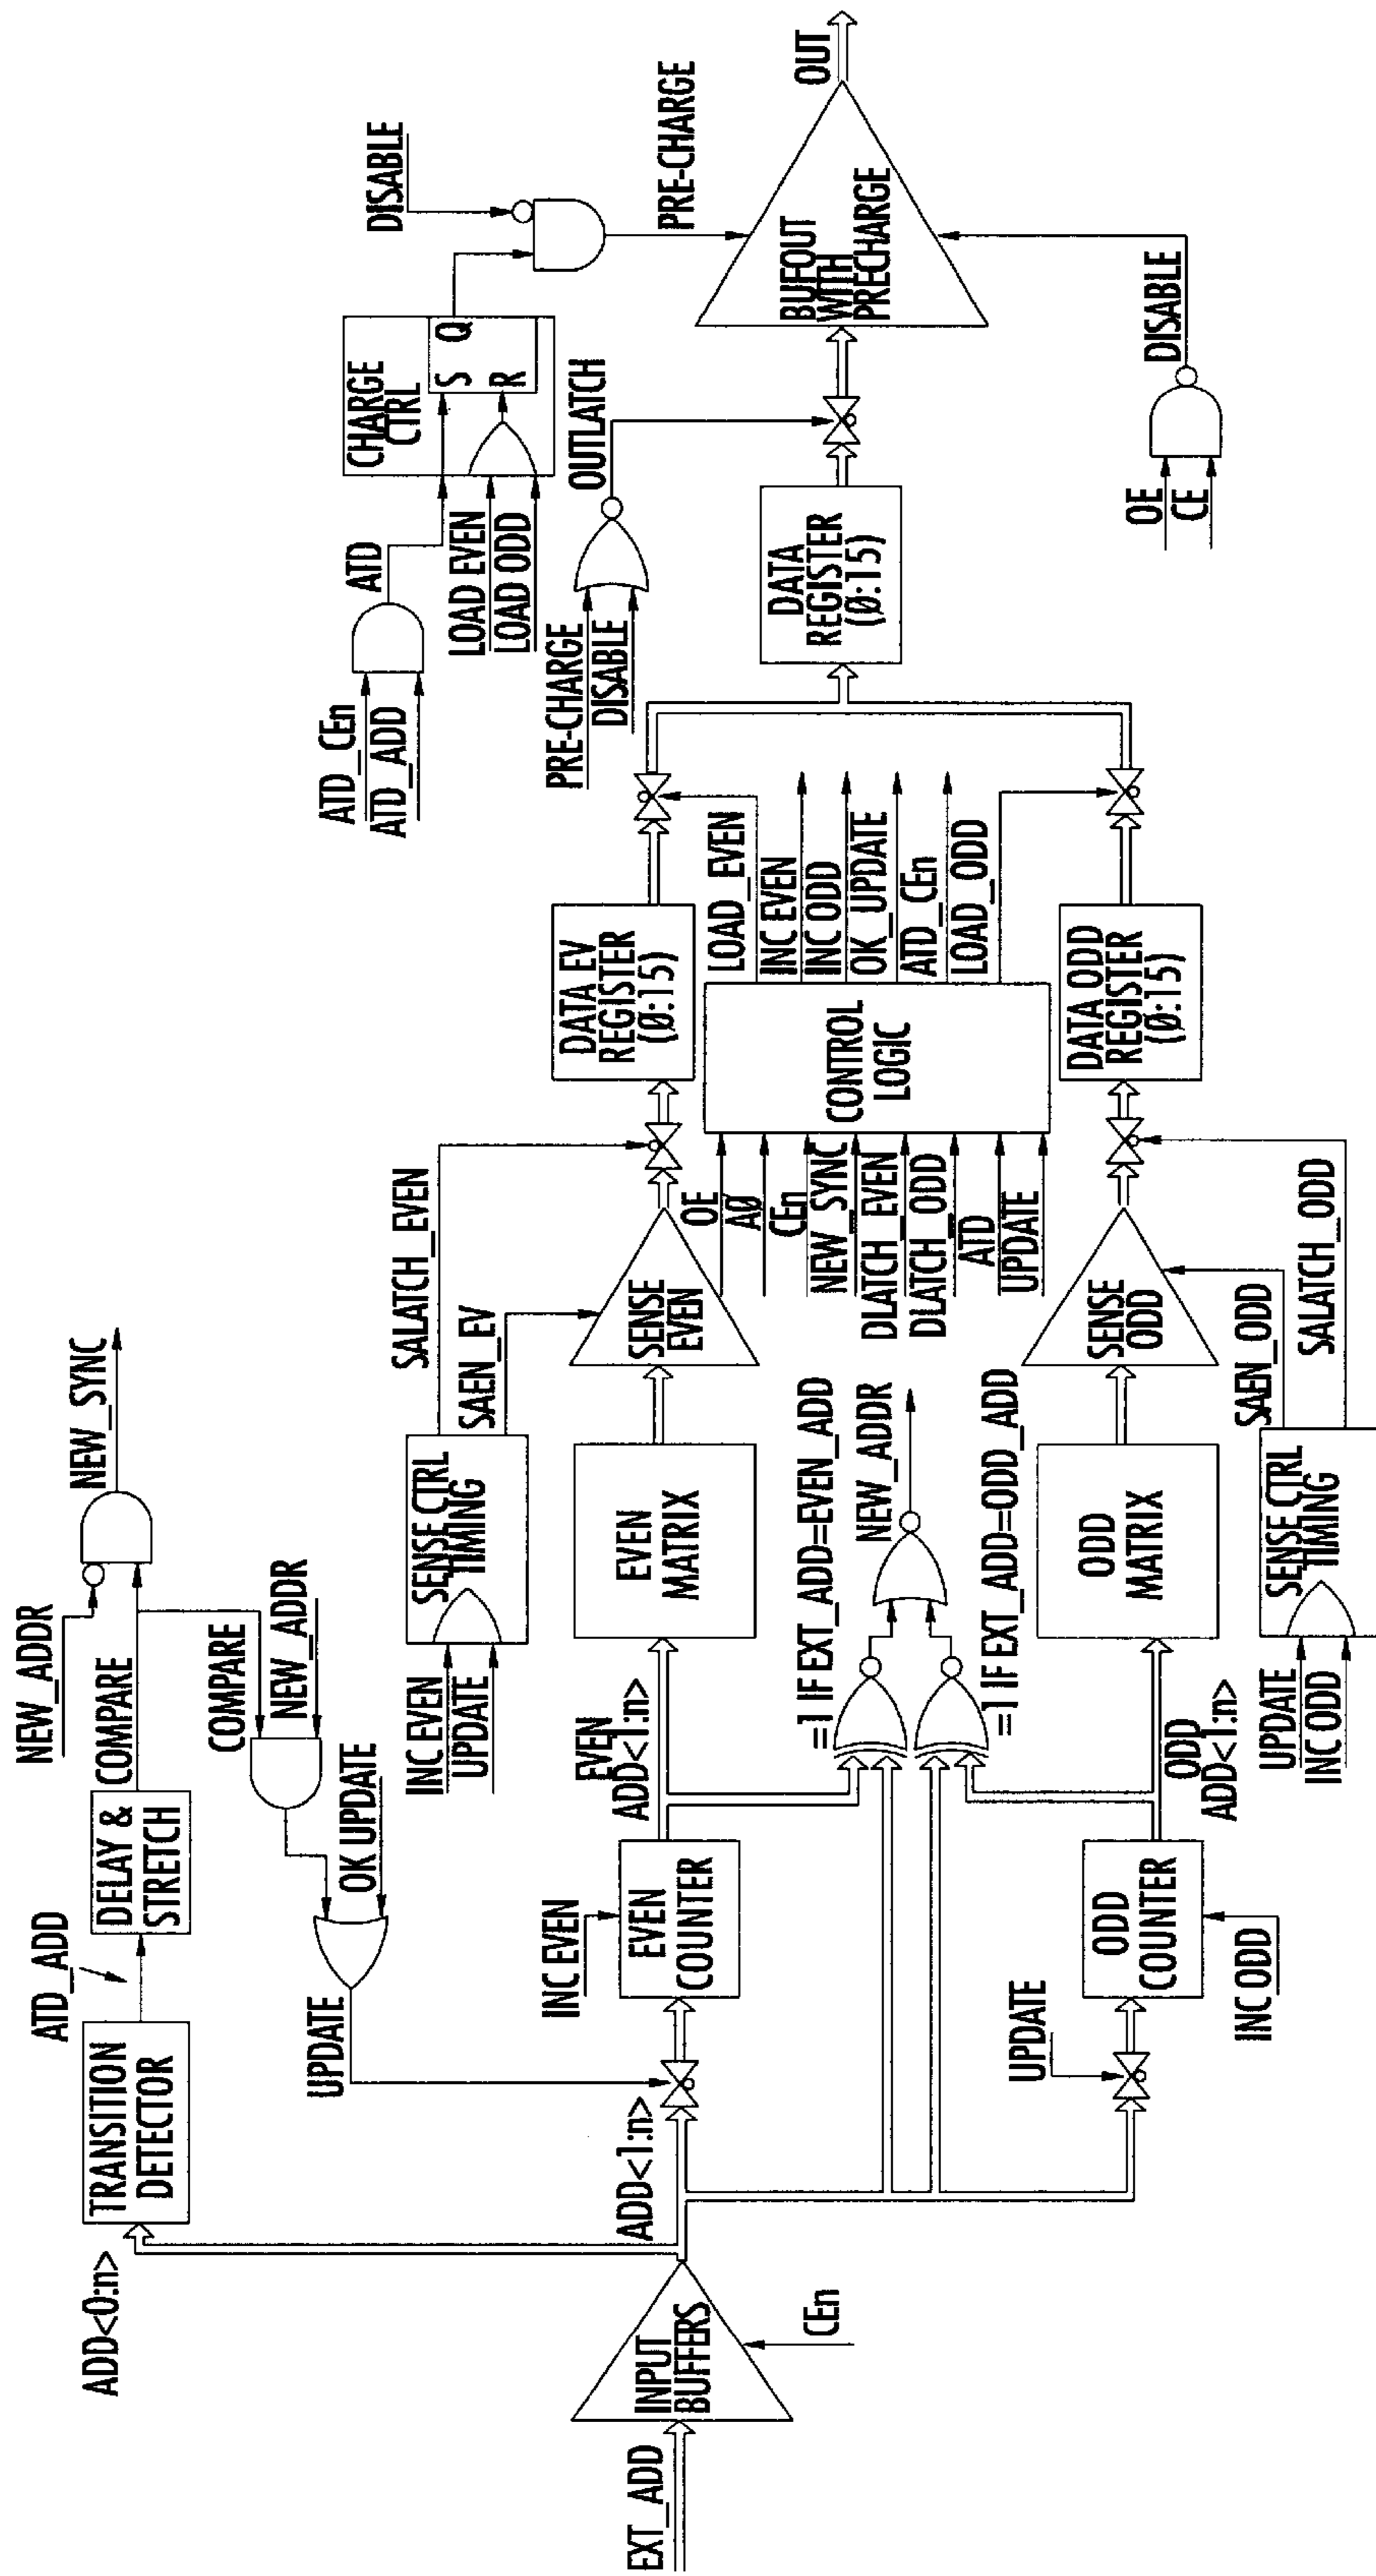 EXT_ADD
INPUT
BUFFERS
CEn
ADD<0:n>
TRANSITION
DETECTOR
ATD_ADD
DELAY &
STRETCH
COMPARE
NEW_ADDR
NEW_SYNC
COMPARE
NEW_ADDR
OK UPDATE
UPDATE
ADD<1:n>
INC EVEN
EVEN
COUNTER
EVEN
ADD<1:n>
INC EVEN
UPDATE
SENSE CTRL
TIMING
SALATCH_EVEN
SAEN_EV
EVEN
MATRIX
SENSE
EVEN
=1 IF EXT_ADD=EVEN_ADD
NEW_ADDR
=1 IF EXT_ADD=ODD_ADD
UPDATE
ODD
COUNTER
INC ODD
ODD
ADD<1:n>
ODD
MATRIX
SENSE
ODD
UPDATE
INC ODD
SENSE CTRL
TIMING
SAEN_ODD
SALATCH_ODD
OE
AØ
CEn
NEW_SYNC
DLATCH_EVEN
DLATCH_ODD
ATD
UPDATE
CONTROL
LOGIC
DATA EV
REGISTER
(Ø:15)
DATA ODD
REGISTER
(Ø:15)
LOAD_EVEN
INC EVEN
INC ODD
OK_UPDATE
ATD_CEn
LOAD_ODD
ATD_CEn
ATD_ADD
ATD
LOAD EVEN
LOAD ODD
CHARGE
CTRL
S
Q
R
DISABLE
PRE-CHARGE
PRE-CHARGE
DISABLE
OUTLATCH
DATA
REGISTER
(Ø:15)
BUFOUT
WITH
PRECHARGE
OUT
OE
CE
DISABLE